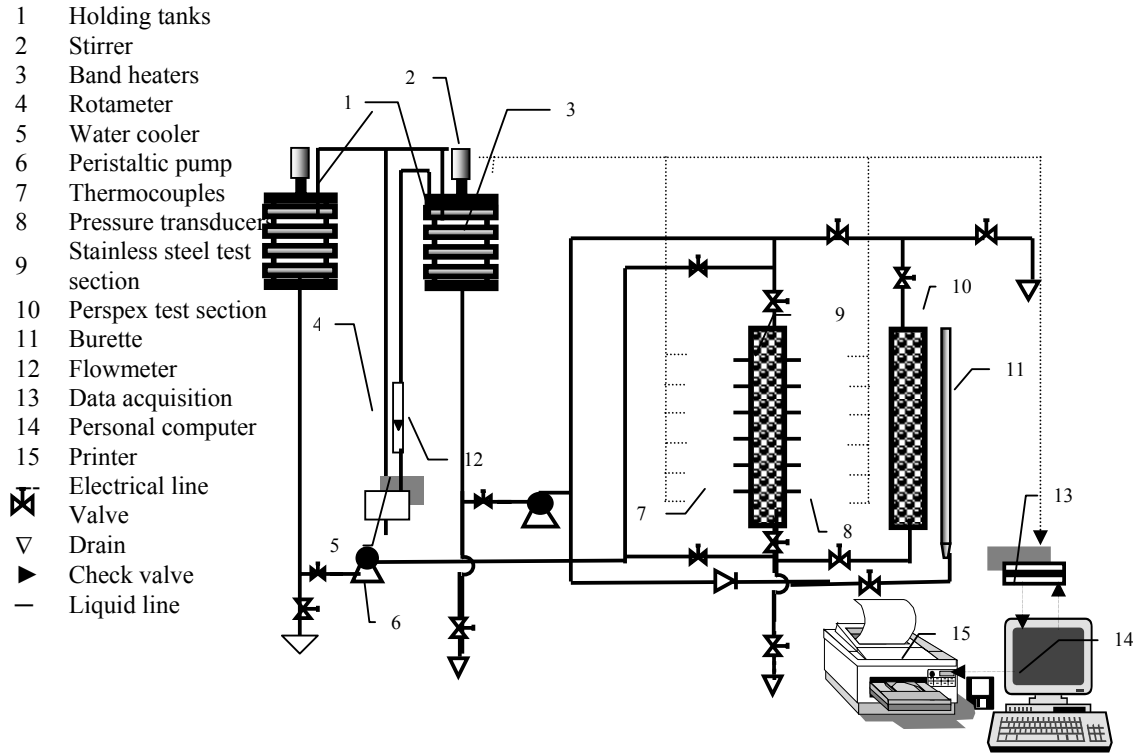 1 Holding tanks
2 Stirrer
3 Band heaters
4 Rotameter
5 Water cooler
6 Peristaltic pump
7 Thermocouples
8 Pressure transducer
9 Stainless steel test
section
10 Perspex test section
11 Burette
12 Flowmeter
13 Data acquisition
14 Personal computer
15 Printer
Electrical line
Valve
Drain
Check valve
Liquid line
2
1
3
10
4
9
11
12
7
13
8
5
6
15
14